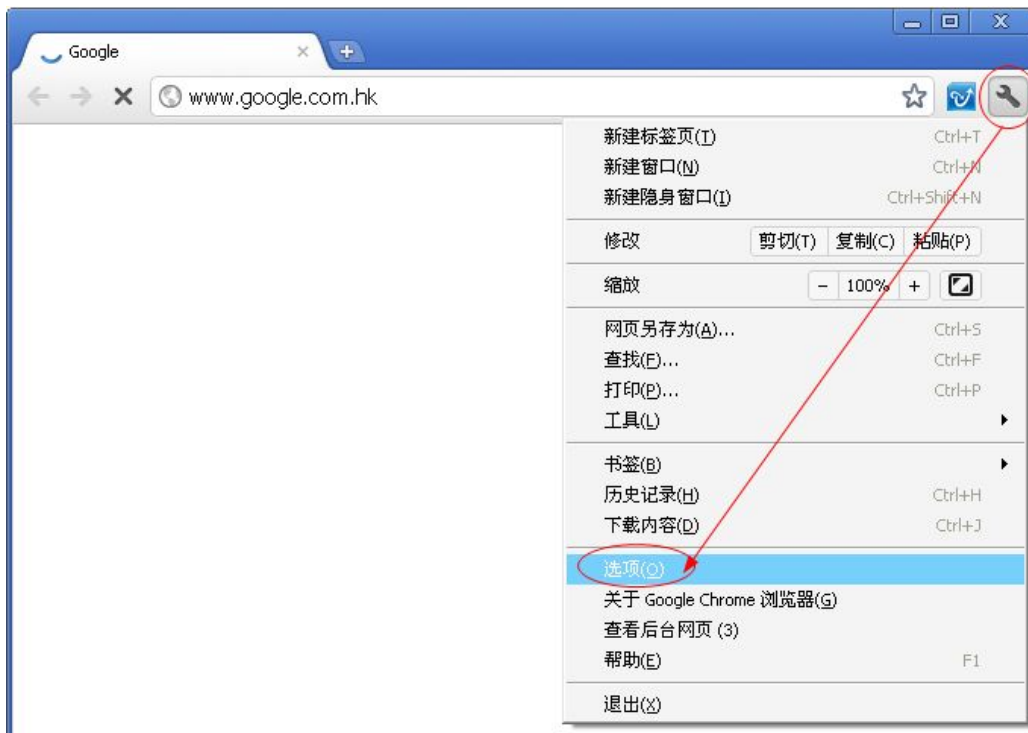 Google
www.google.com.hk
新建标签页(T) Ctrl+T
新建窗口(N) Ctrl+N
新建隐身窗口(I) Ctrl+Shift+N
修改 剪切(T) 复制(C) 粘贴(P)
缩放 - 100% +
网页另存为(A)... Ctrl+S
查找(F)... Ctrl+F
打印(P)... Ctrl+P
工具(L)
书签(B)
历史记录(H) Ctrl+H
下载内容(D) Ctrl+J
选项(O)
关于 Google Chrome 浏览器(G)
查看后台网页 (3)
帮助(E) F1
退出(X)